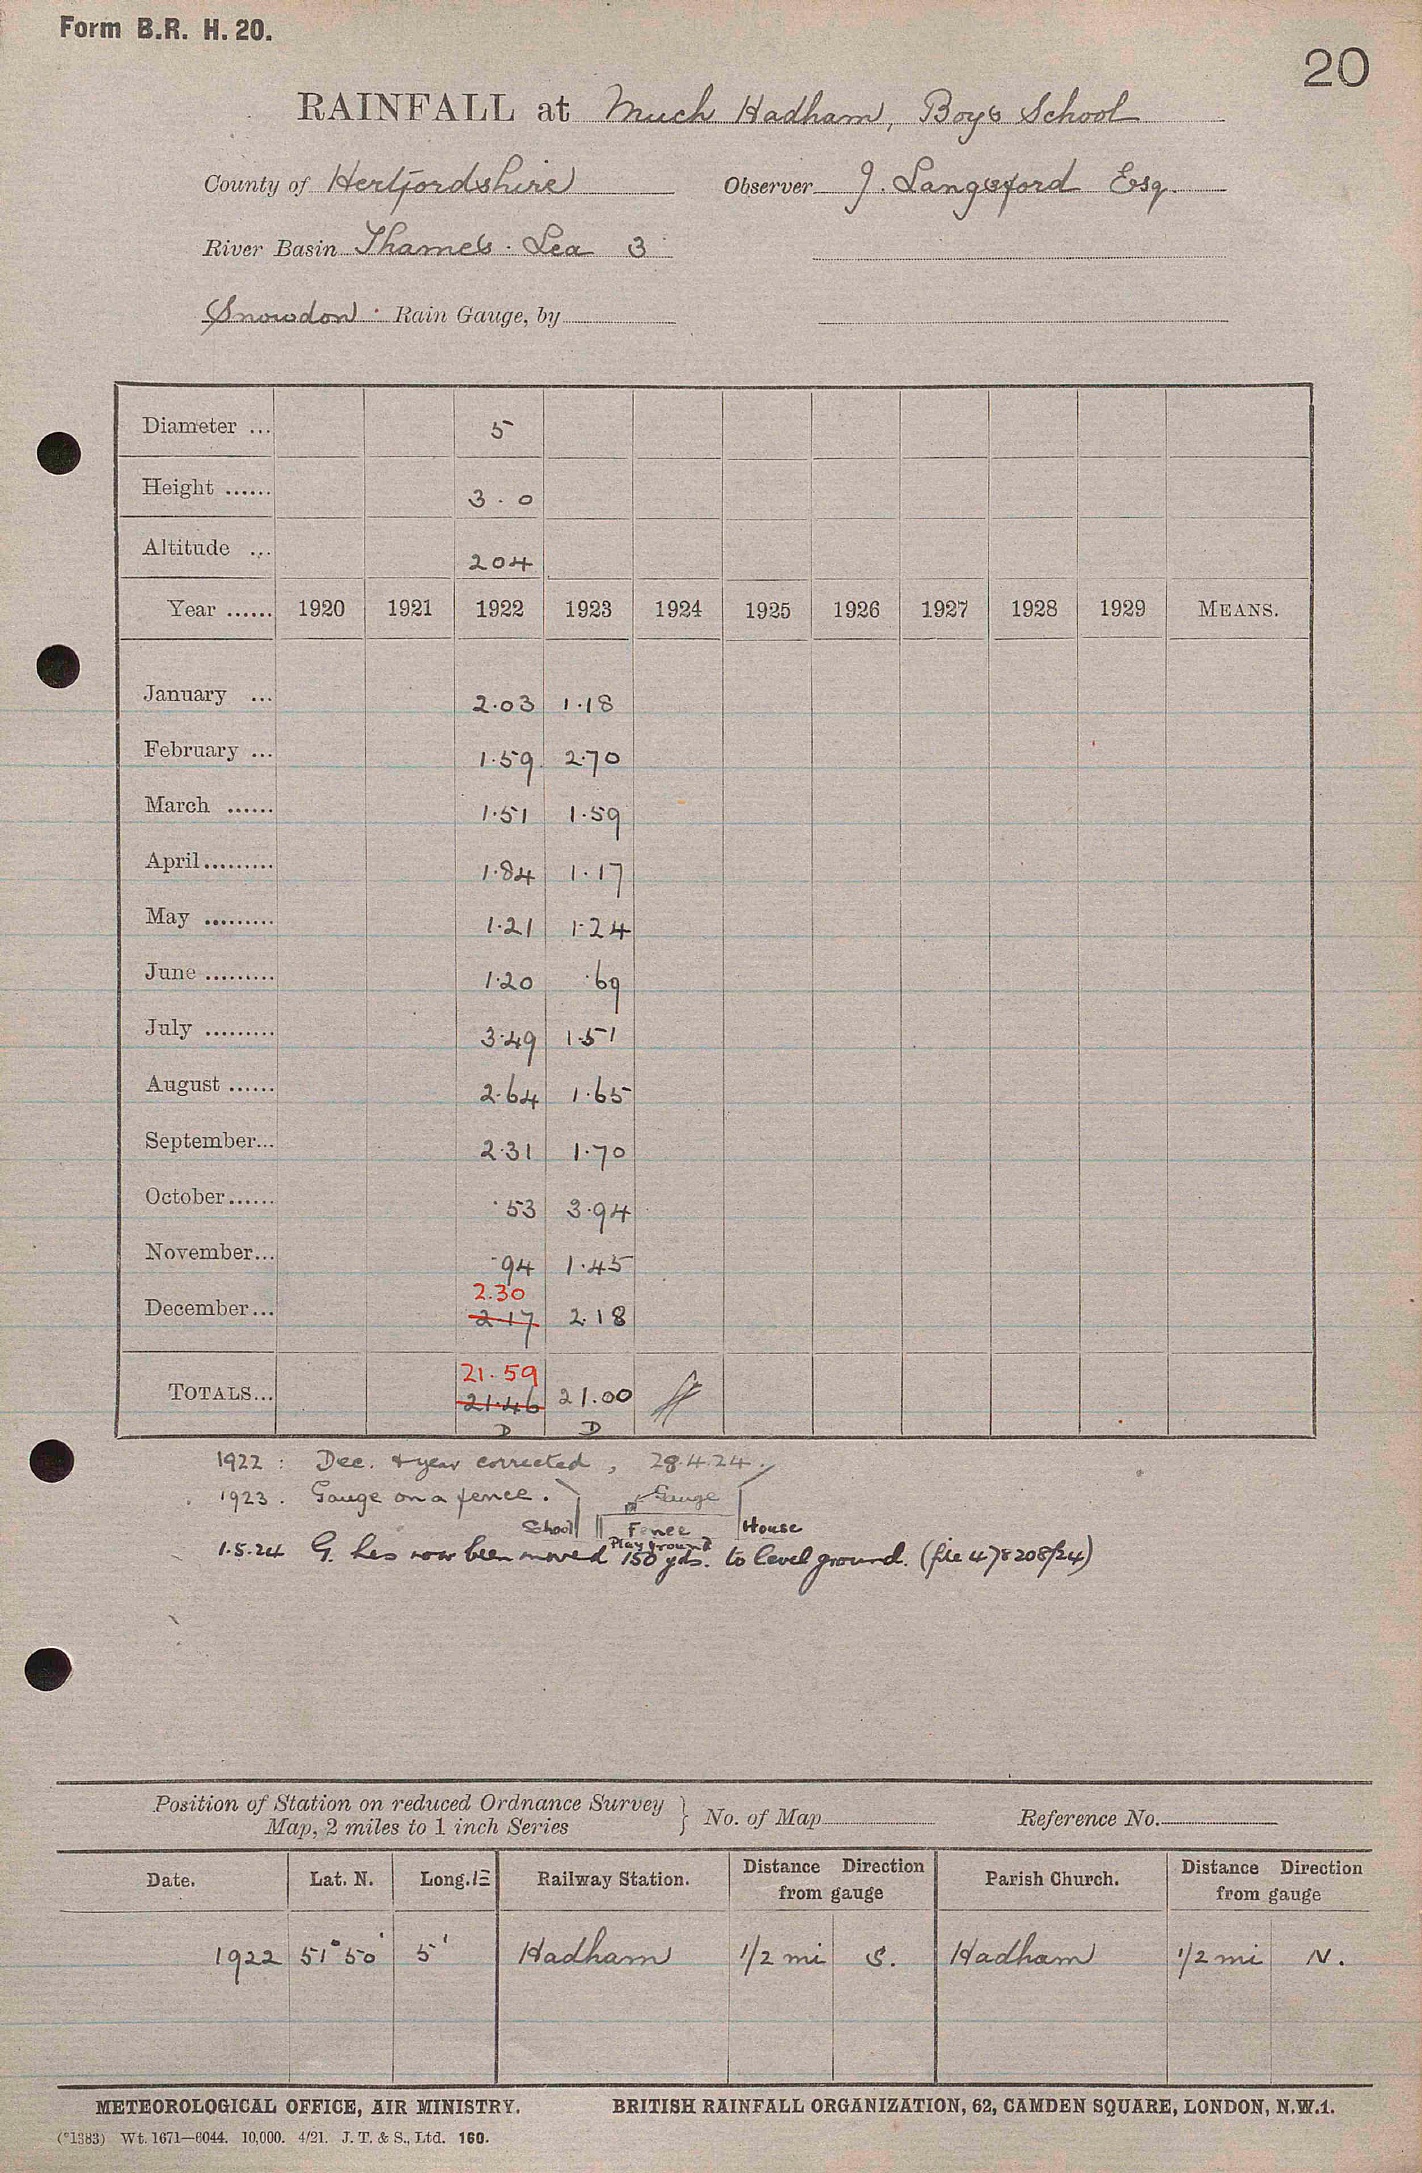 Form B.R. H. 20.
20
RAINFALL at Much Hadham, Boys School
County of Hertfordshire Observer J. Langsford Esq.
River Basin Thames · Lea 3
Snowdon Rain Gauge, by
Diameter ... 5
Height ...... 3 . 0
Altitude ... 204
Year ...... 1920 1921 1922 1923 1924 1925 1926 1927 1928 1929 MEANS.
January ... 2.03 1.18
February ... 1.59 2.70
March ...... 1.51 1.59
April ......... 1.84 1.17
May ......... 1.21 1.24
June ......... 1.20 .69
July ......... 3.49 1.51
August ...... 2.64 1.65
September... 2.31 1.70
October...... .53 3.94
November... .94 1.45
2.30
December... 2.17 2.18
21.59
TOTALS... 21.46 21.00
D D
1922 : Dec. & year corrected, 28.4.24.
1923 . Gauge on a fence. Gauge
School Fence House
Playground
1.5.24 G. has now been moved 150 yds. to level ground. (file 478208/24)
Position of Station on reduced Ordnance Survey
Map, 2 miles to 1 inch Series } No. of Map Reference No.
Date. Lat. N. Long. E Railway Station. Distance Direction from gauge Parish Church. Distance Direction from gauge
1922 51° 50' 5' Hadham 1/2 mi S. Hadham 1/2 mi N.
METEOROLOGICAL OFFICE, AIR MINISTRY. BRITISH RAINFALL ORGANIZATION, 62, CAMDEN SQUARE, LONDON, N.W.1.
(*1383) Wt. 1671—6044. 10,000. 4/21. J. T. & S., Ltd. 160.